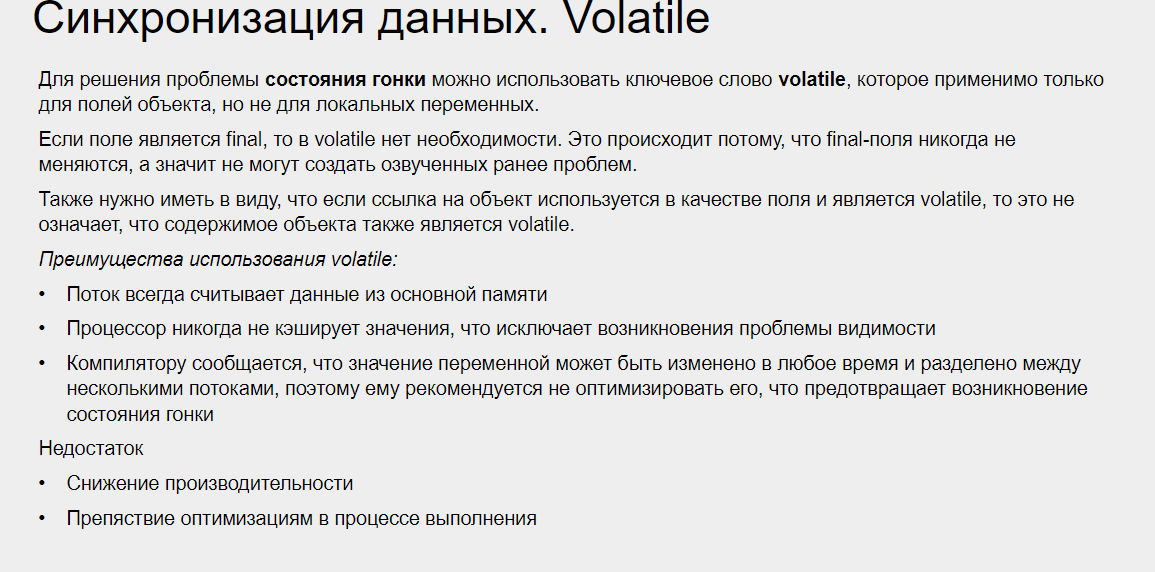 Синхронизация данных. Volatile
Для решения проблемы состояния гонки можно использовать ключевое слово volatile, которое применимо только
для полей объекта, но не для локальных переменных.
Если поле является final, то в volatile нет необходимости. Это происходит потому, что final-поля никогда не
меняются, а значит не могут создать озвученных ранее проблем.
Также нужно иметь в виду, что если ссылка на объект используется в качестве поля и является volatile, то это не
означает, что содержимое объекта также является volatile.
Преимущества использования volatile:
• Поток всегда считывает данные из основной памяти
• Процессор никогда не кэширует значения, что исключает возникновения проблемы видимости
• Компилятору сообщается, что значение переменной может быть изменено в любое время и разделено между
несколькими потоками, поэтому ему рекомендуется не оптимизировать его, что предотвращает возникновение
состояния гонки
Недостаток
• Снижение производительности
• Препяствие оптимизациям в процессе выполнения